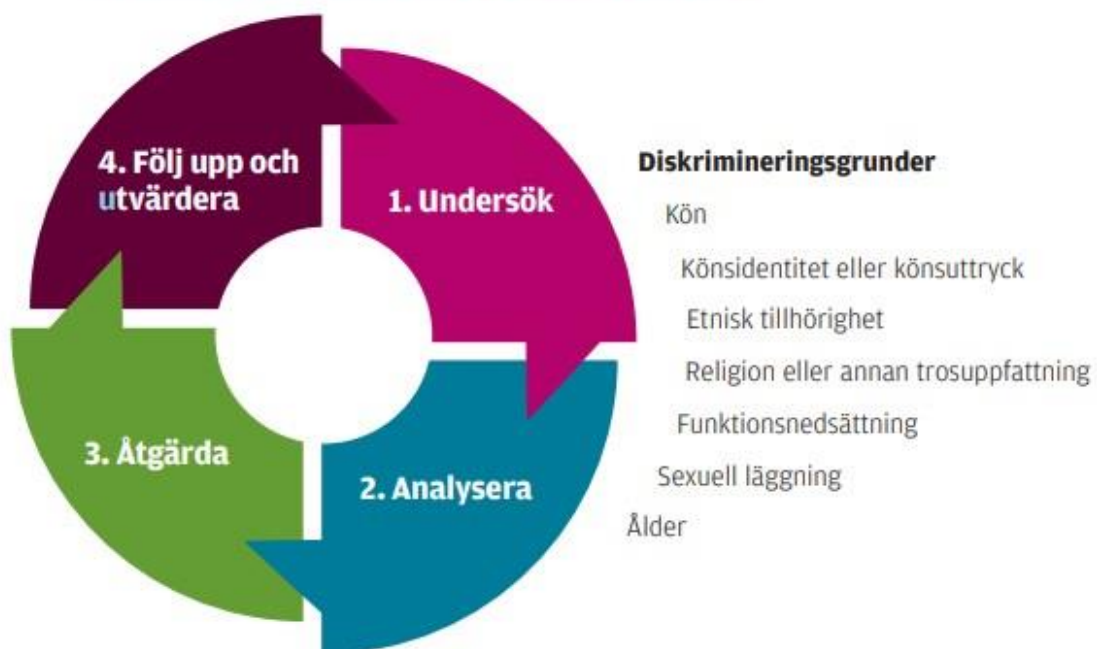 4. Följ upp och
utvärdera
1. Undersök
2. Analysera
3. Åtgärda
Diskrimineringsgrunder
Kön
Könsidentitet eller könsuttryck
Etnisk tillhörighet
Religion eller annan trosuppfattning
Funktionsnedsättning
Sexuell läggning
Ålder